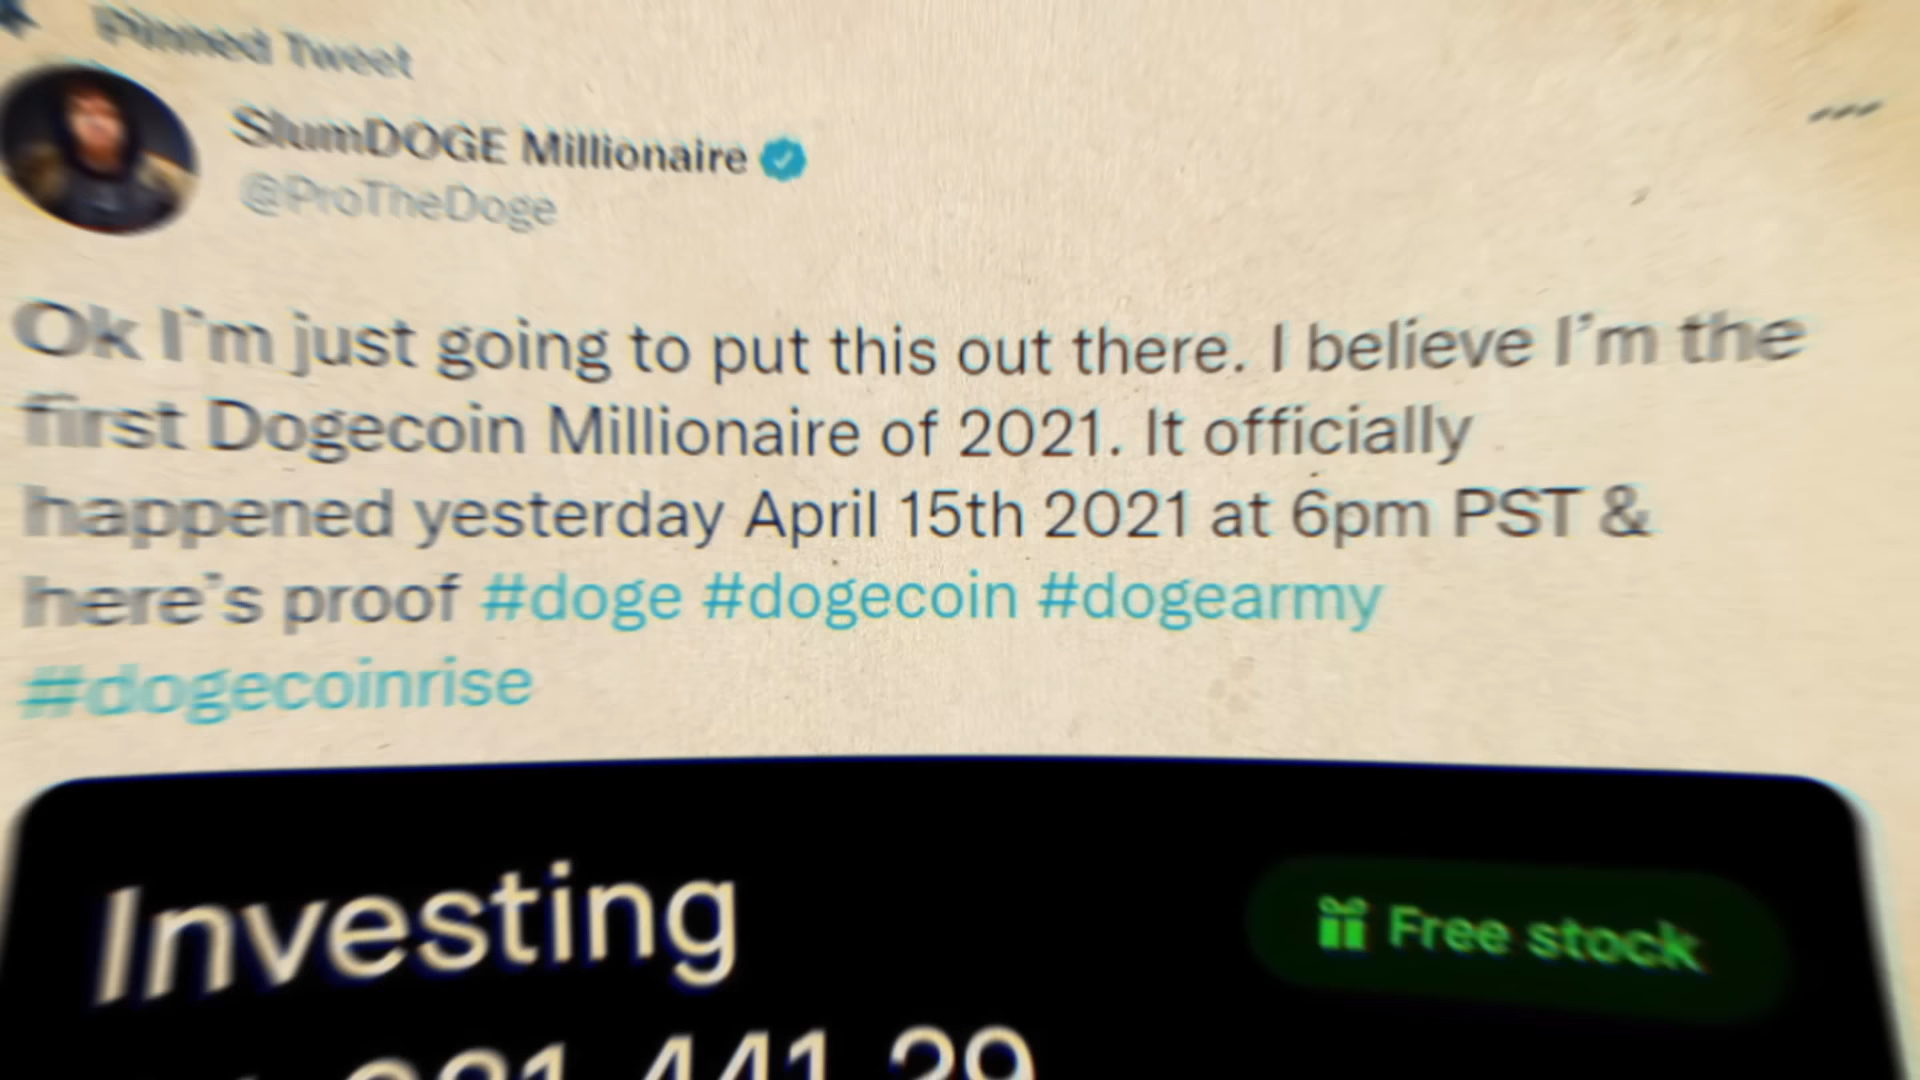 Pinned Tweet
SlumDOGE Millionaire
@ProTheDoge
Ok I'm just going to put this out there. I believe I'm the
first Dogecoin Millionaire of 2021. It officially
happened yesterday April 15th 2021 at 6pm PST &
here's proof #doge #dogecoin #dogearmy
#dogecoinrise
Investing
Free stock
441.29